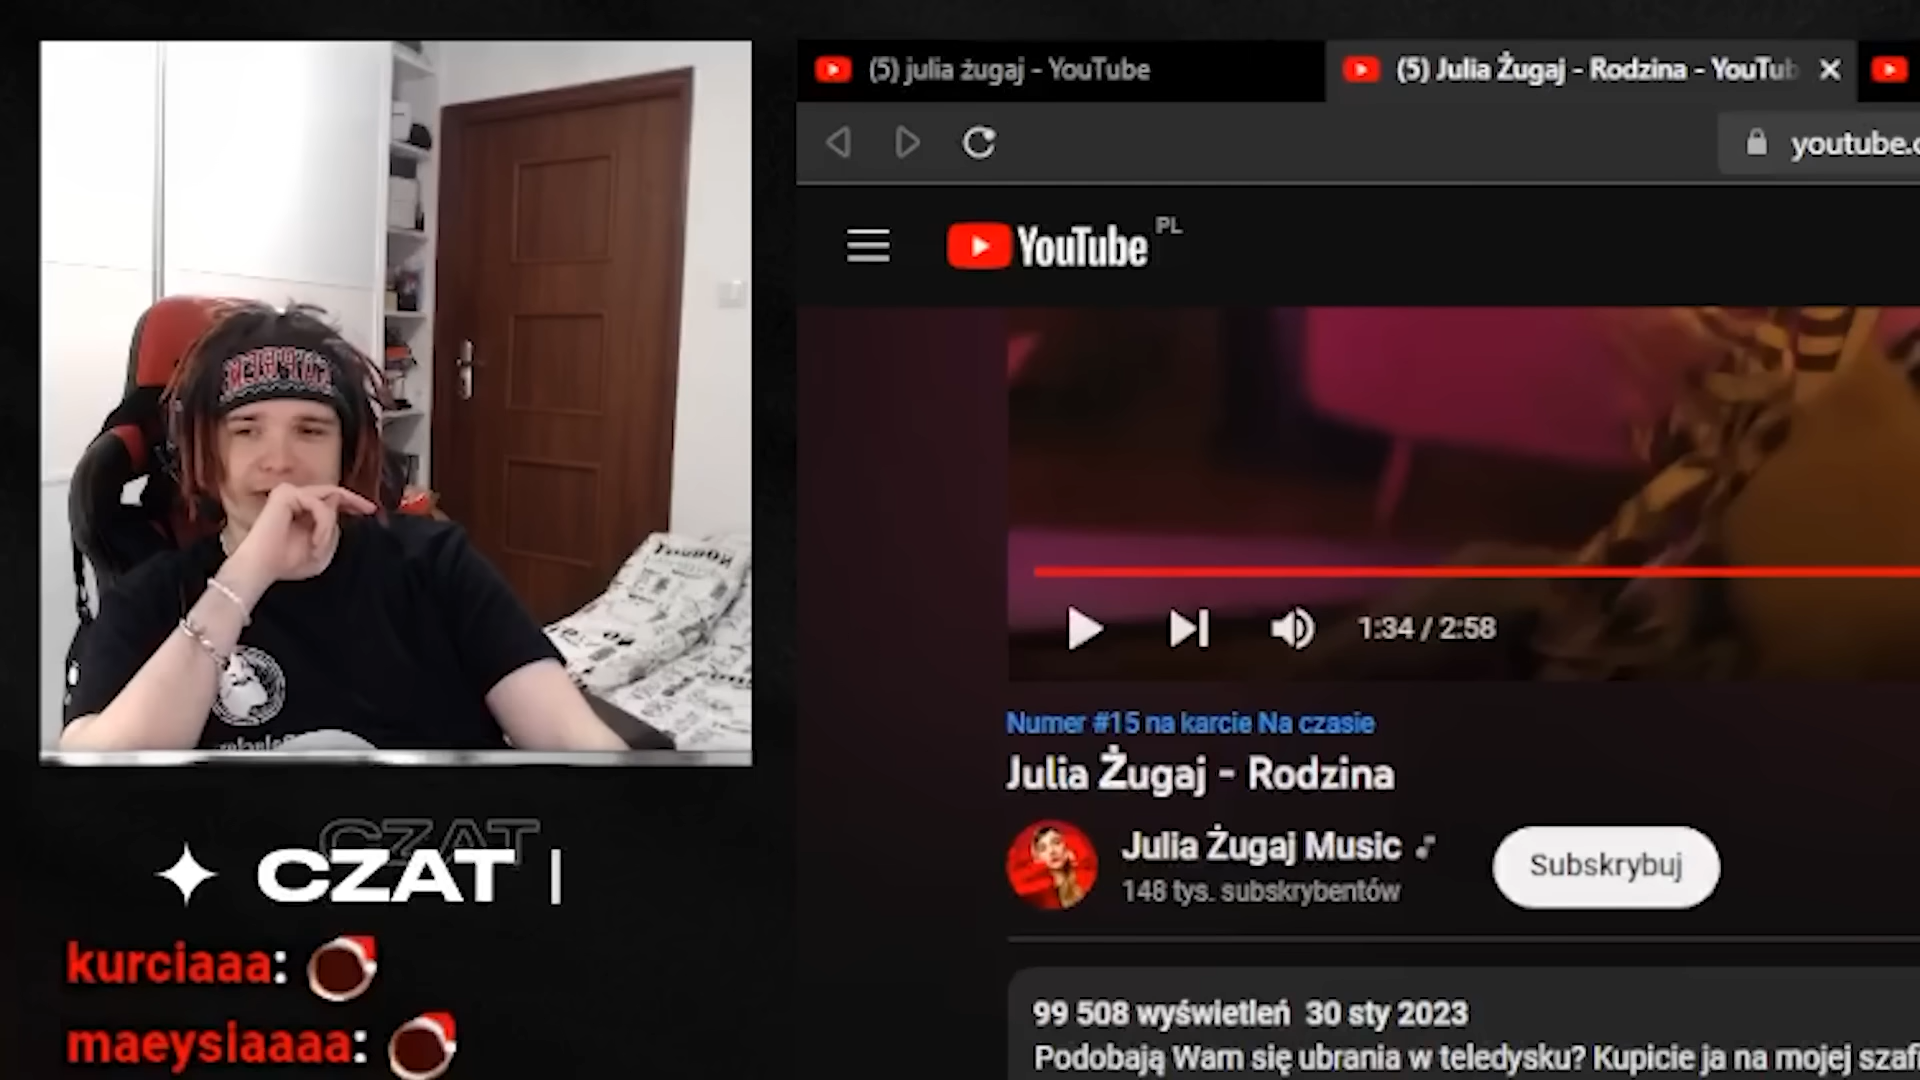 (5) julia żugaj - YouTube
(5) Julia Żugaj - Rodzina - YouTub
youtube.c
YouTube PL
1:34 / 2:58
Numer #15 na karcie Na czasie
Julia Żugaj - Rodzina
Julia Żugaj Music
148 tys. subskrybentów
Subskrybuj
99 508 wyświetleń 30 sty 2023
Podobają Wam się ubrania w teledysku? Kupicie ja na mojej szafi
CZAT
CZAT
kurciaaa:
maeysiaaaa: